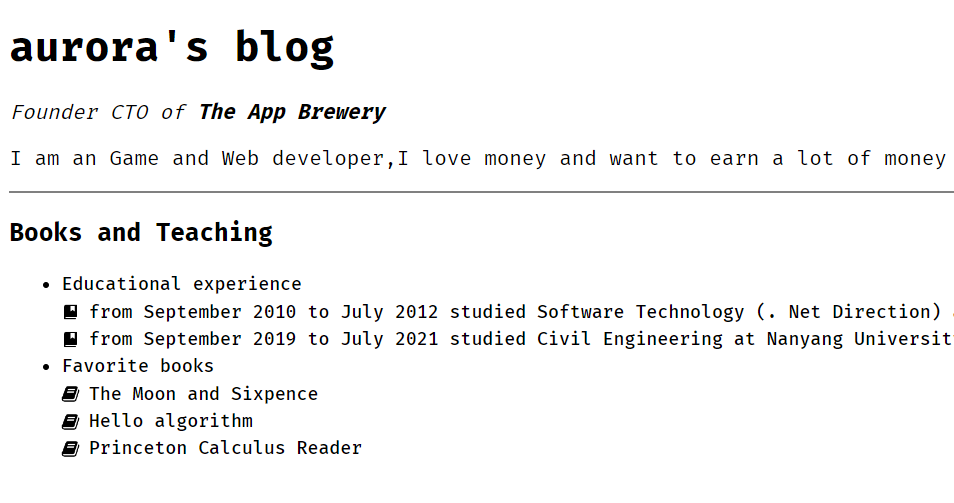 aurora's blog
Founder CTO of The App Brewery
I am an Game and Web developer,I love money and want to earn a lot of money
Books and Teaching
Educational experience
from September 2010 to July 2012 studied Software Technology (. Net Direction)
from September 2019 to July 2021 studied Civil Engineering at Nanyang
Favorite books
The Moon and Sixpence
Hello algorithm
Princeton Calculus Reader